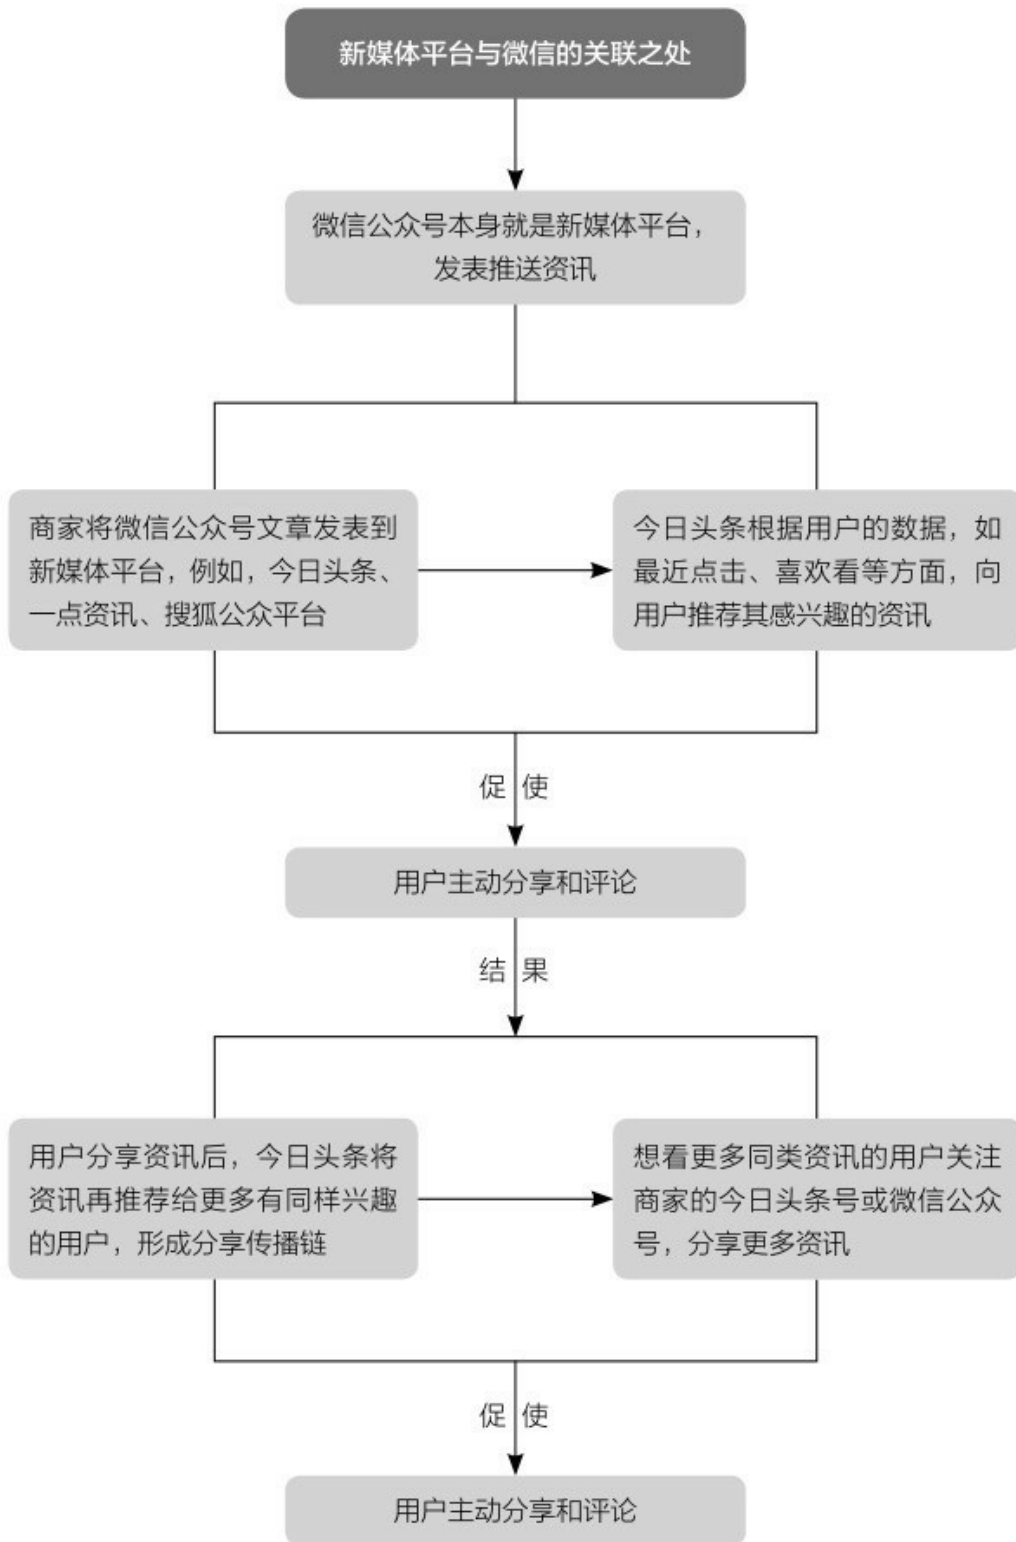 新媒体平台与微信的关联之处
微信公众号本身就是新媒体平台，
发表推送资讯
商家将微信公众号文章发表到
新媒体平台，例如，今日头条、
一点资讯、搜狐公众平台
今日头条根据用户的数据，如
最近点击、喜欢看等方面，向
用户推荐其感兴趣的资讯
促使
用户主动分享和评论
结果
用户分享资讯后，今日头条将
资讯再推荐给更多有同样兴趣
的用户，形成分享传播链
想看更多同类资讯的用户关注
商家的今日头条号或微信公众
号，分享更多资讯
促使
用户主动分享和评论